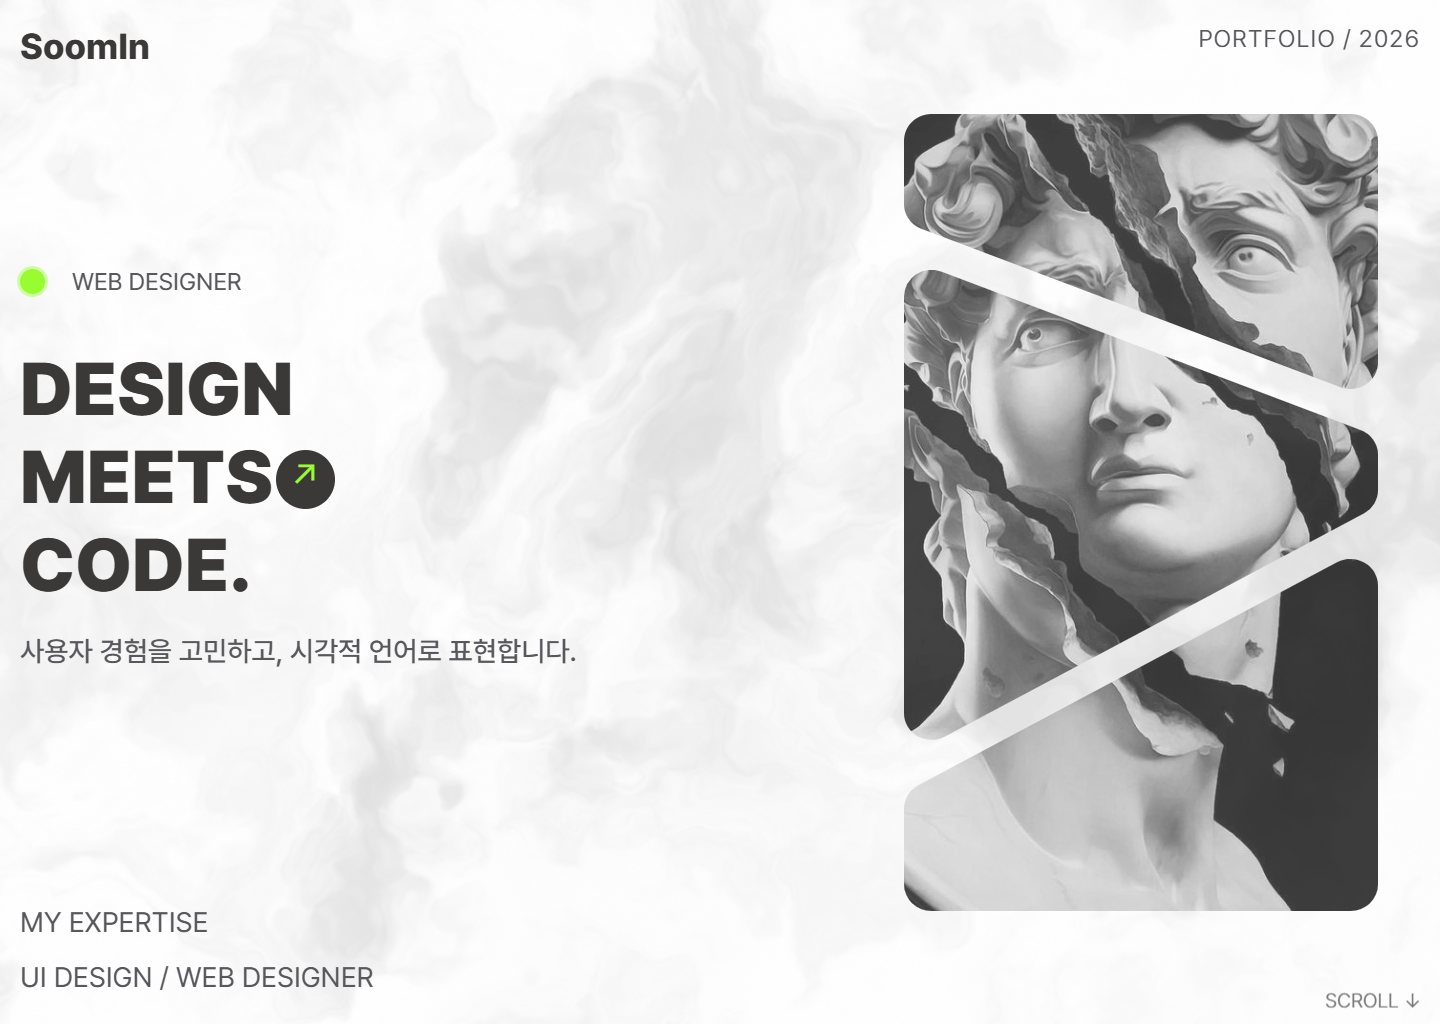 SoomIn
PORTFOLIO / 2026
WEB DESIGNER
DESIGN
MEETS
CODE.
사용자 경험을 고민하고, 시각적 언어로 표현합니다.
MY EXPERTISE
UI DESIGN / WEB DESIGNER
SCROLL ↓